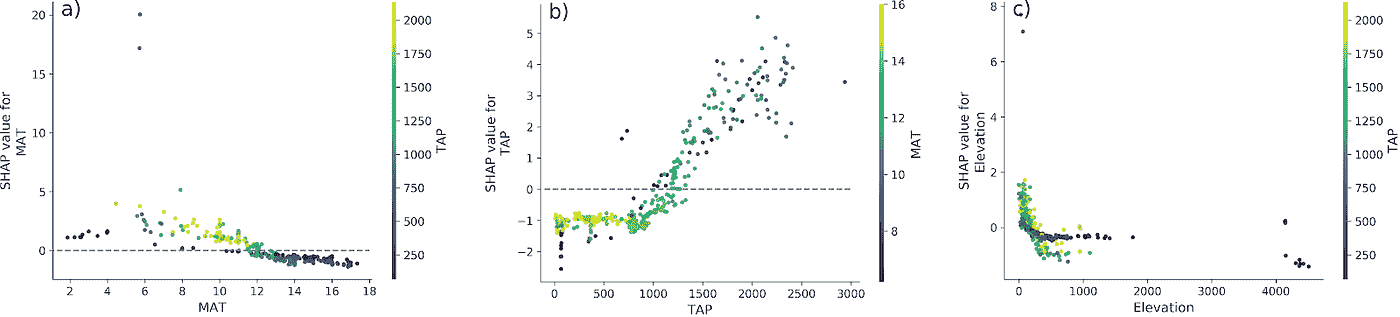 a)
20
15
10
5
0
SHAP value for
MAT
2 4 6 8 10 12 14 16 18
MAT
2000
1750
1500
1250
1000
750
500
250
TAP
b)
5
4
3
2
1
0
−1
−2
SHAP value for
TAP
0 500 1000 1500 2000 2500 3000
TAP
16
14
12
10
8
MAT
c)
8
6
4
2
0
SHAP value for
Elevation
0 1000 2000 3000 4000
Elevation
2000
1750
1500
1250
1000
750
500
250
TAP